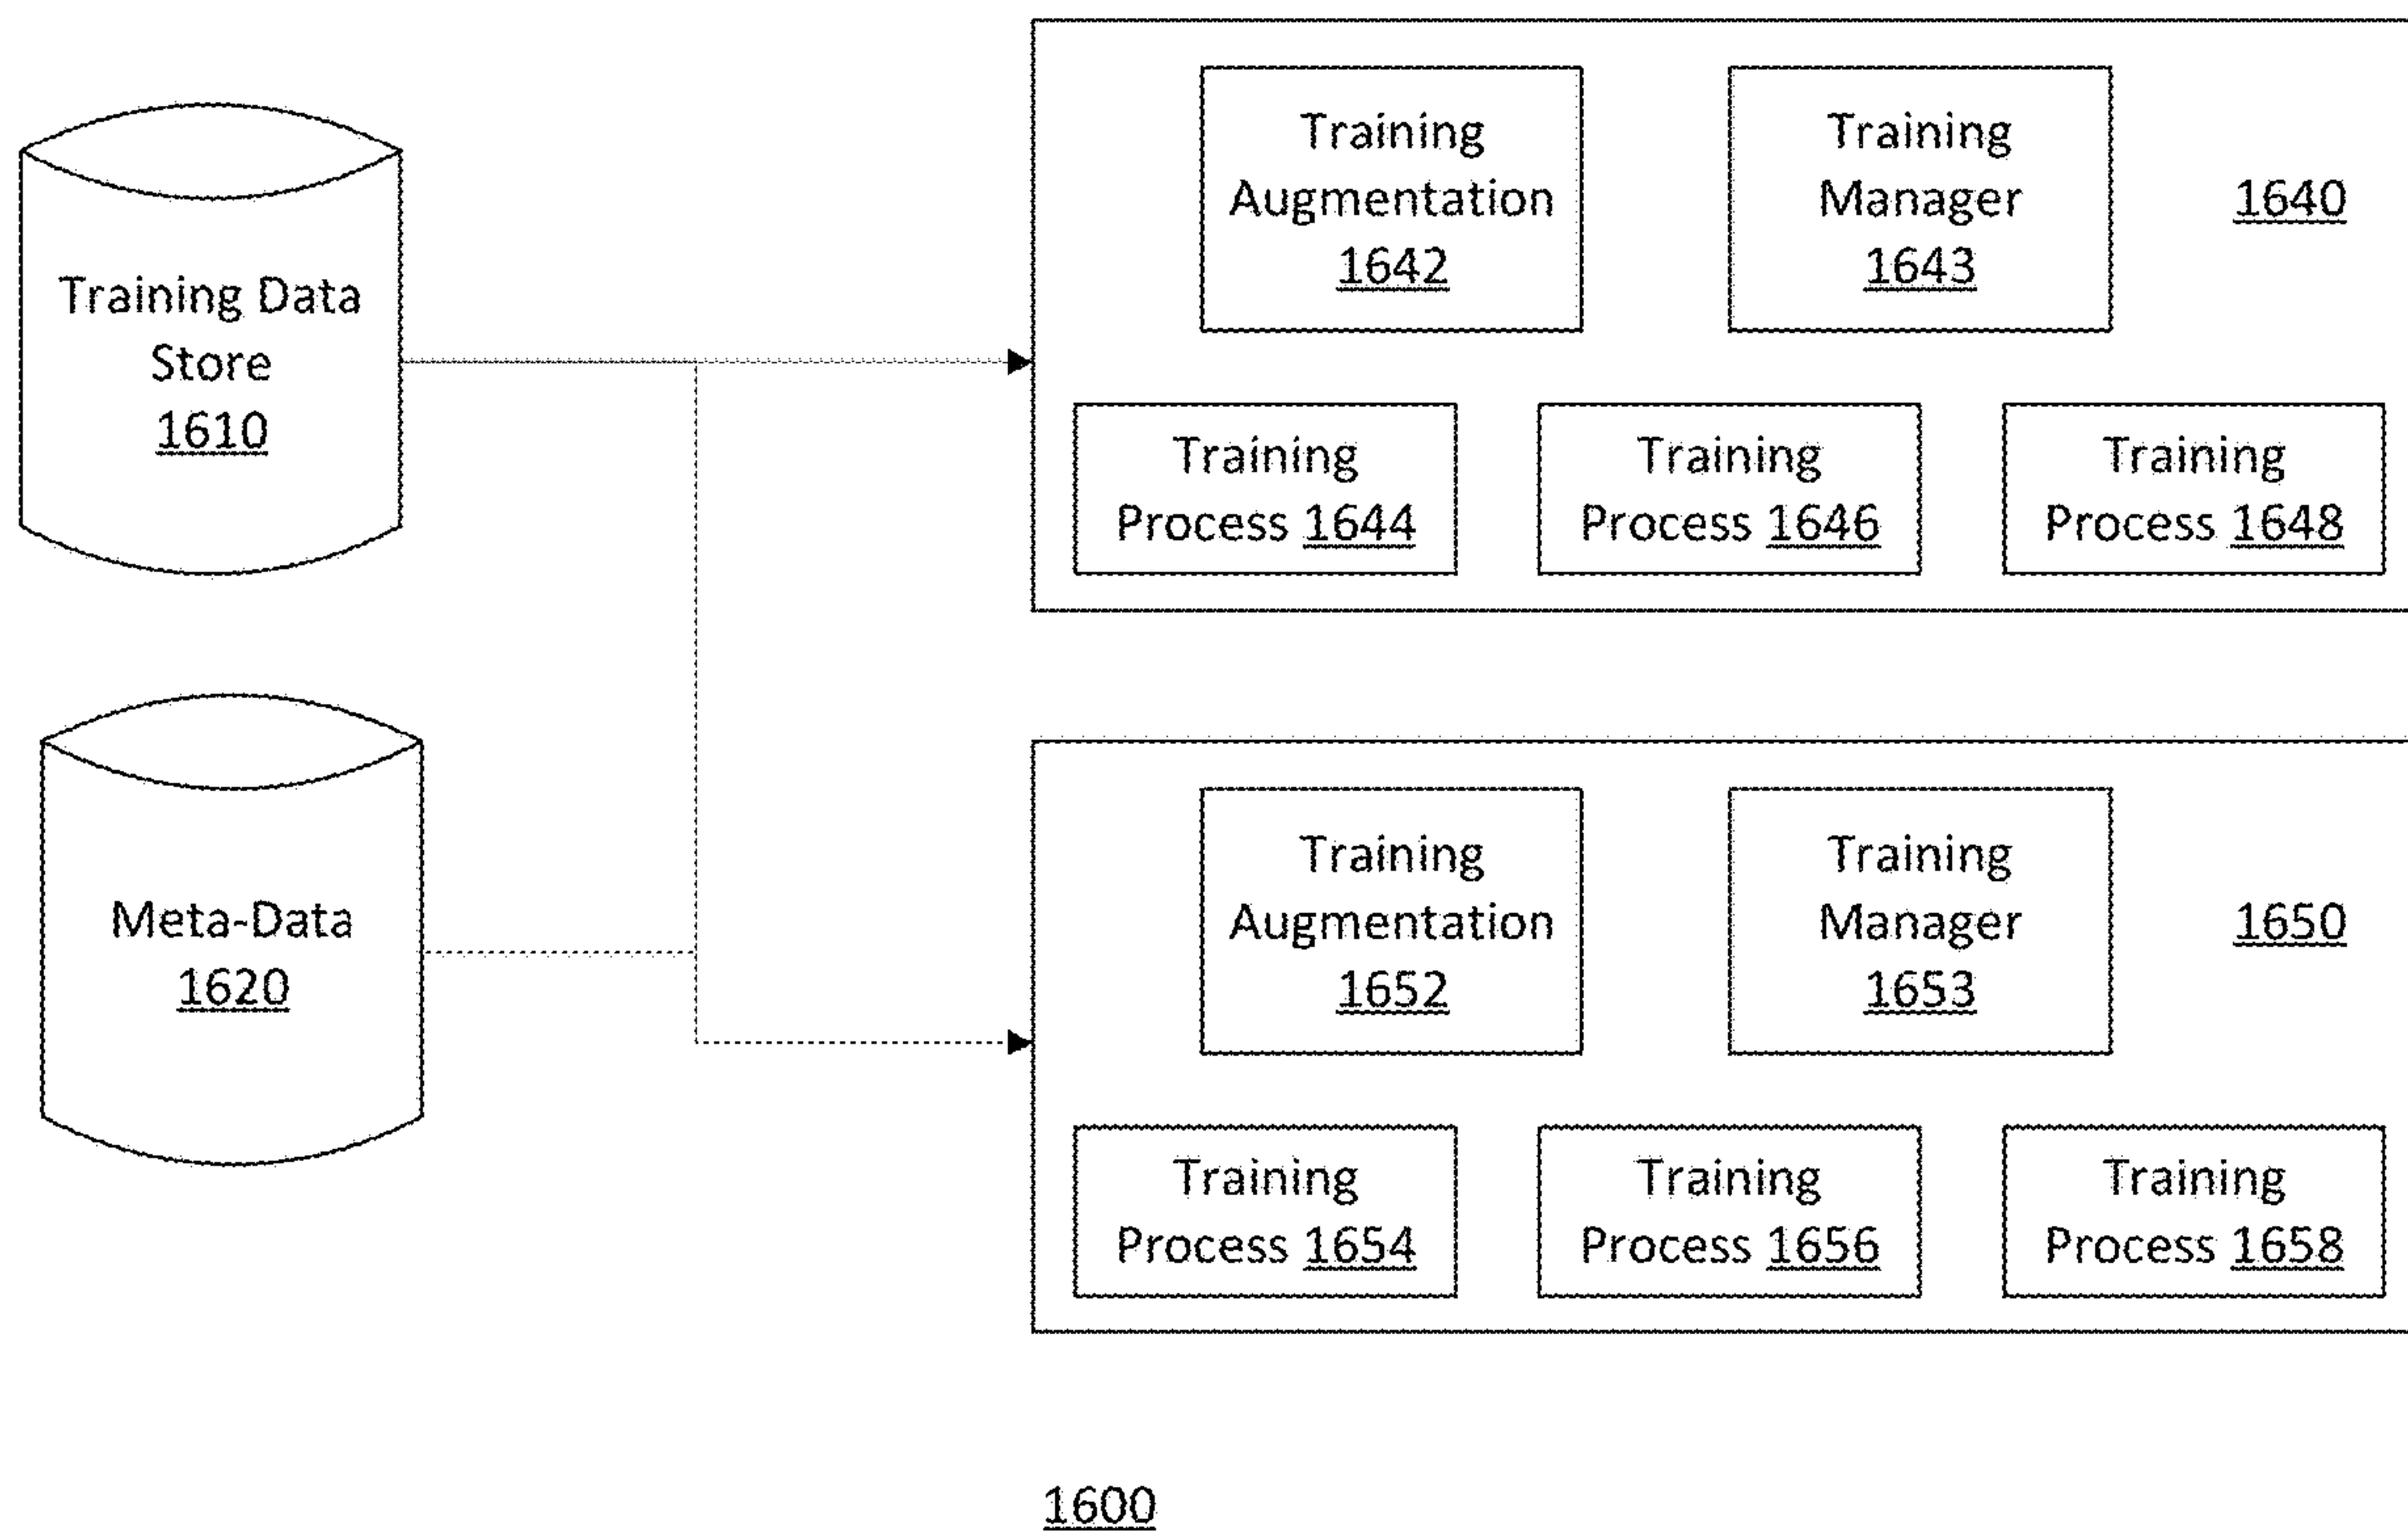 Training Data
Store
1610
Meta-Data
1620
Training
Augmentation
1642
Training
Manager
1643
1640
Training
Process 1644
Training
Process 1646
Training
Process 1648
Training
Augmentation
1652
Training
Manager
1653
1650
Training
Process 1654
Training
Process 1656
Training
Process 1658
1600